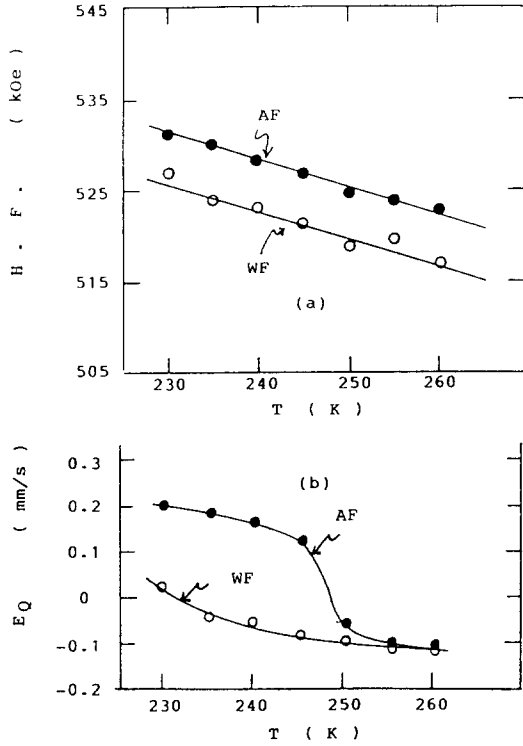 545
535
525
515
505
H . F . ( kOe )
AF
WF
(a)
230 240 250 260
T ( K )
0.3
0.2
0.1
0
-0.1
-0.2
E_Q ( mm/s )
(b)
AF
WF
230 240 250 260
T ( K )